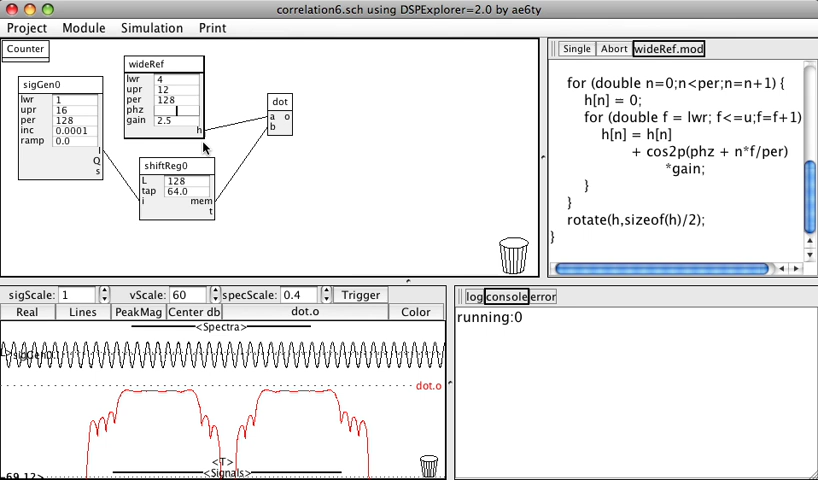 correlation6.sch using DSPExplorer=2.0 by ae6ty
Project Module Simulation Print
Counter
sigGen0
lwr 1
upr 16
per 128
inc 0.0001
ramp 0.0
I
Q
s
wideRef
lwr 4
upr 12
per 128
phz
gain 2.5
h
dot
a o
b
shiftReg0
L 128
tap 64.0
i mem
t
Single Abort wideRef.mod
for (double n=0;n<per;n=n+1) {
h[n] = 0;
for (double f = lwr; f<=u;f=f+1)
h[n] = h[n]
+ cos2p(phz + n*f/per)
*gain;
}
}
rotate(h,sizeof(h)/2);
}
sigScale: 1 vScale: 60 specScale: 0.4 Trigger
Real Lines PeakMag Center db dot.o Color
<Spectra>
sigGen0.I
dot.o
<T>
<Signals>
-69.12>
log console error
running:0